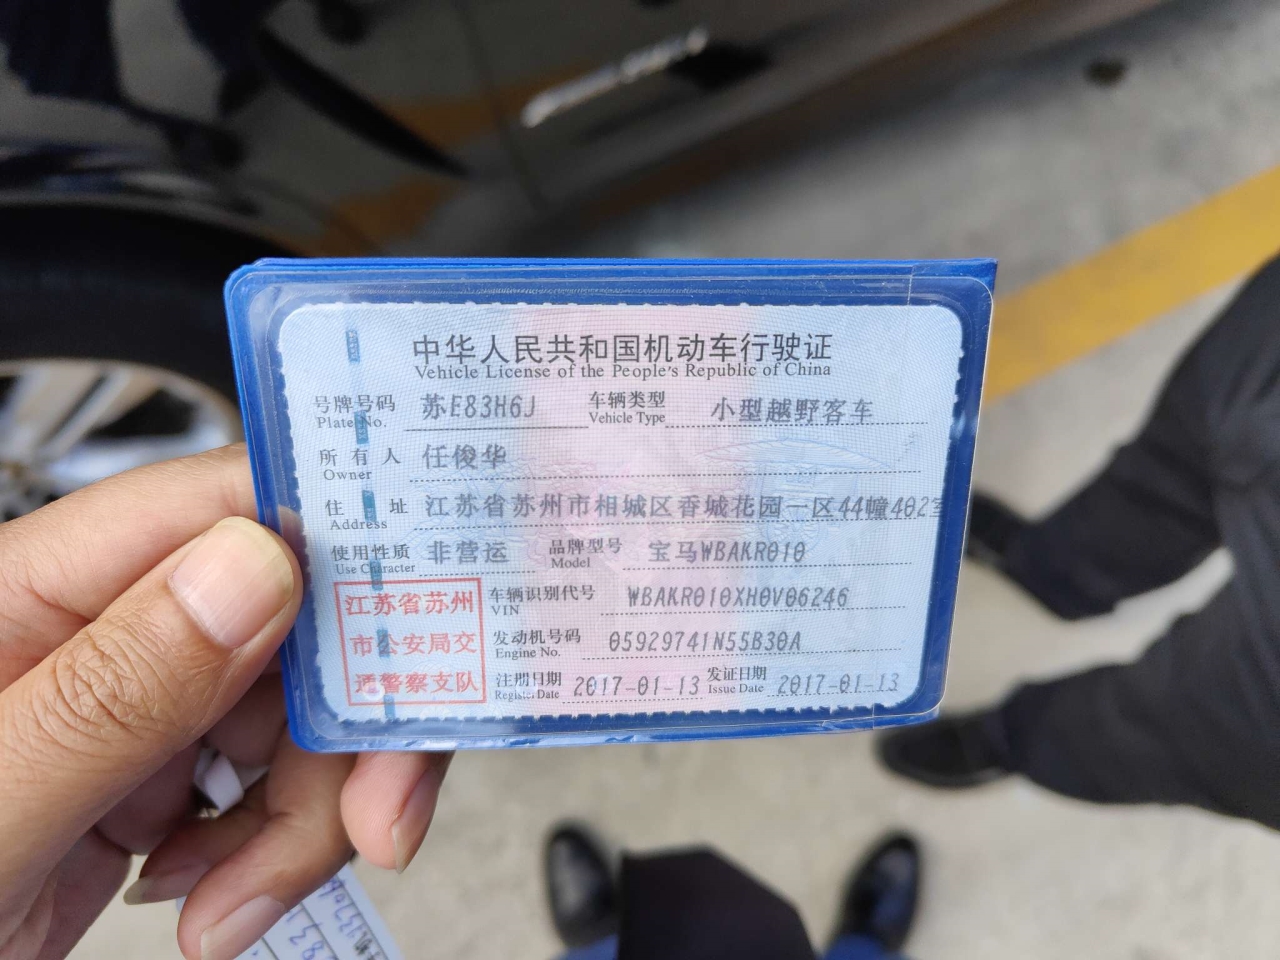 中华人民共和国机动车行驶证
Vehicle License of the People's Republic of China
号牌号码 苏E83H6J 车辆类型 小型越野客车
Plate No. Vehicle Type
所有人 任俊华
Owner
住址 江苏省苏州市相城区香城花园一区44幢402室
Address
使用性质 非营运 品牌型号 宝马WBAKR010
Use Character Model
江苏省苏州
市公安局交
通警察支队
车辆识别代号 WBAKR010XH0V06246
VIN
发动机号码 05929741N55B30A
Engine No.
注册日期 2017-01-13 发证日期 2017-01-13
Register Date Issue Date